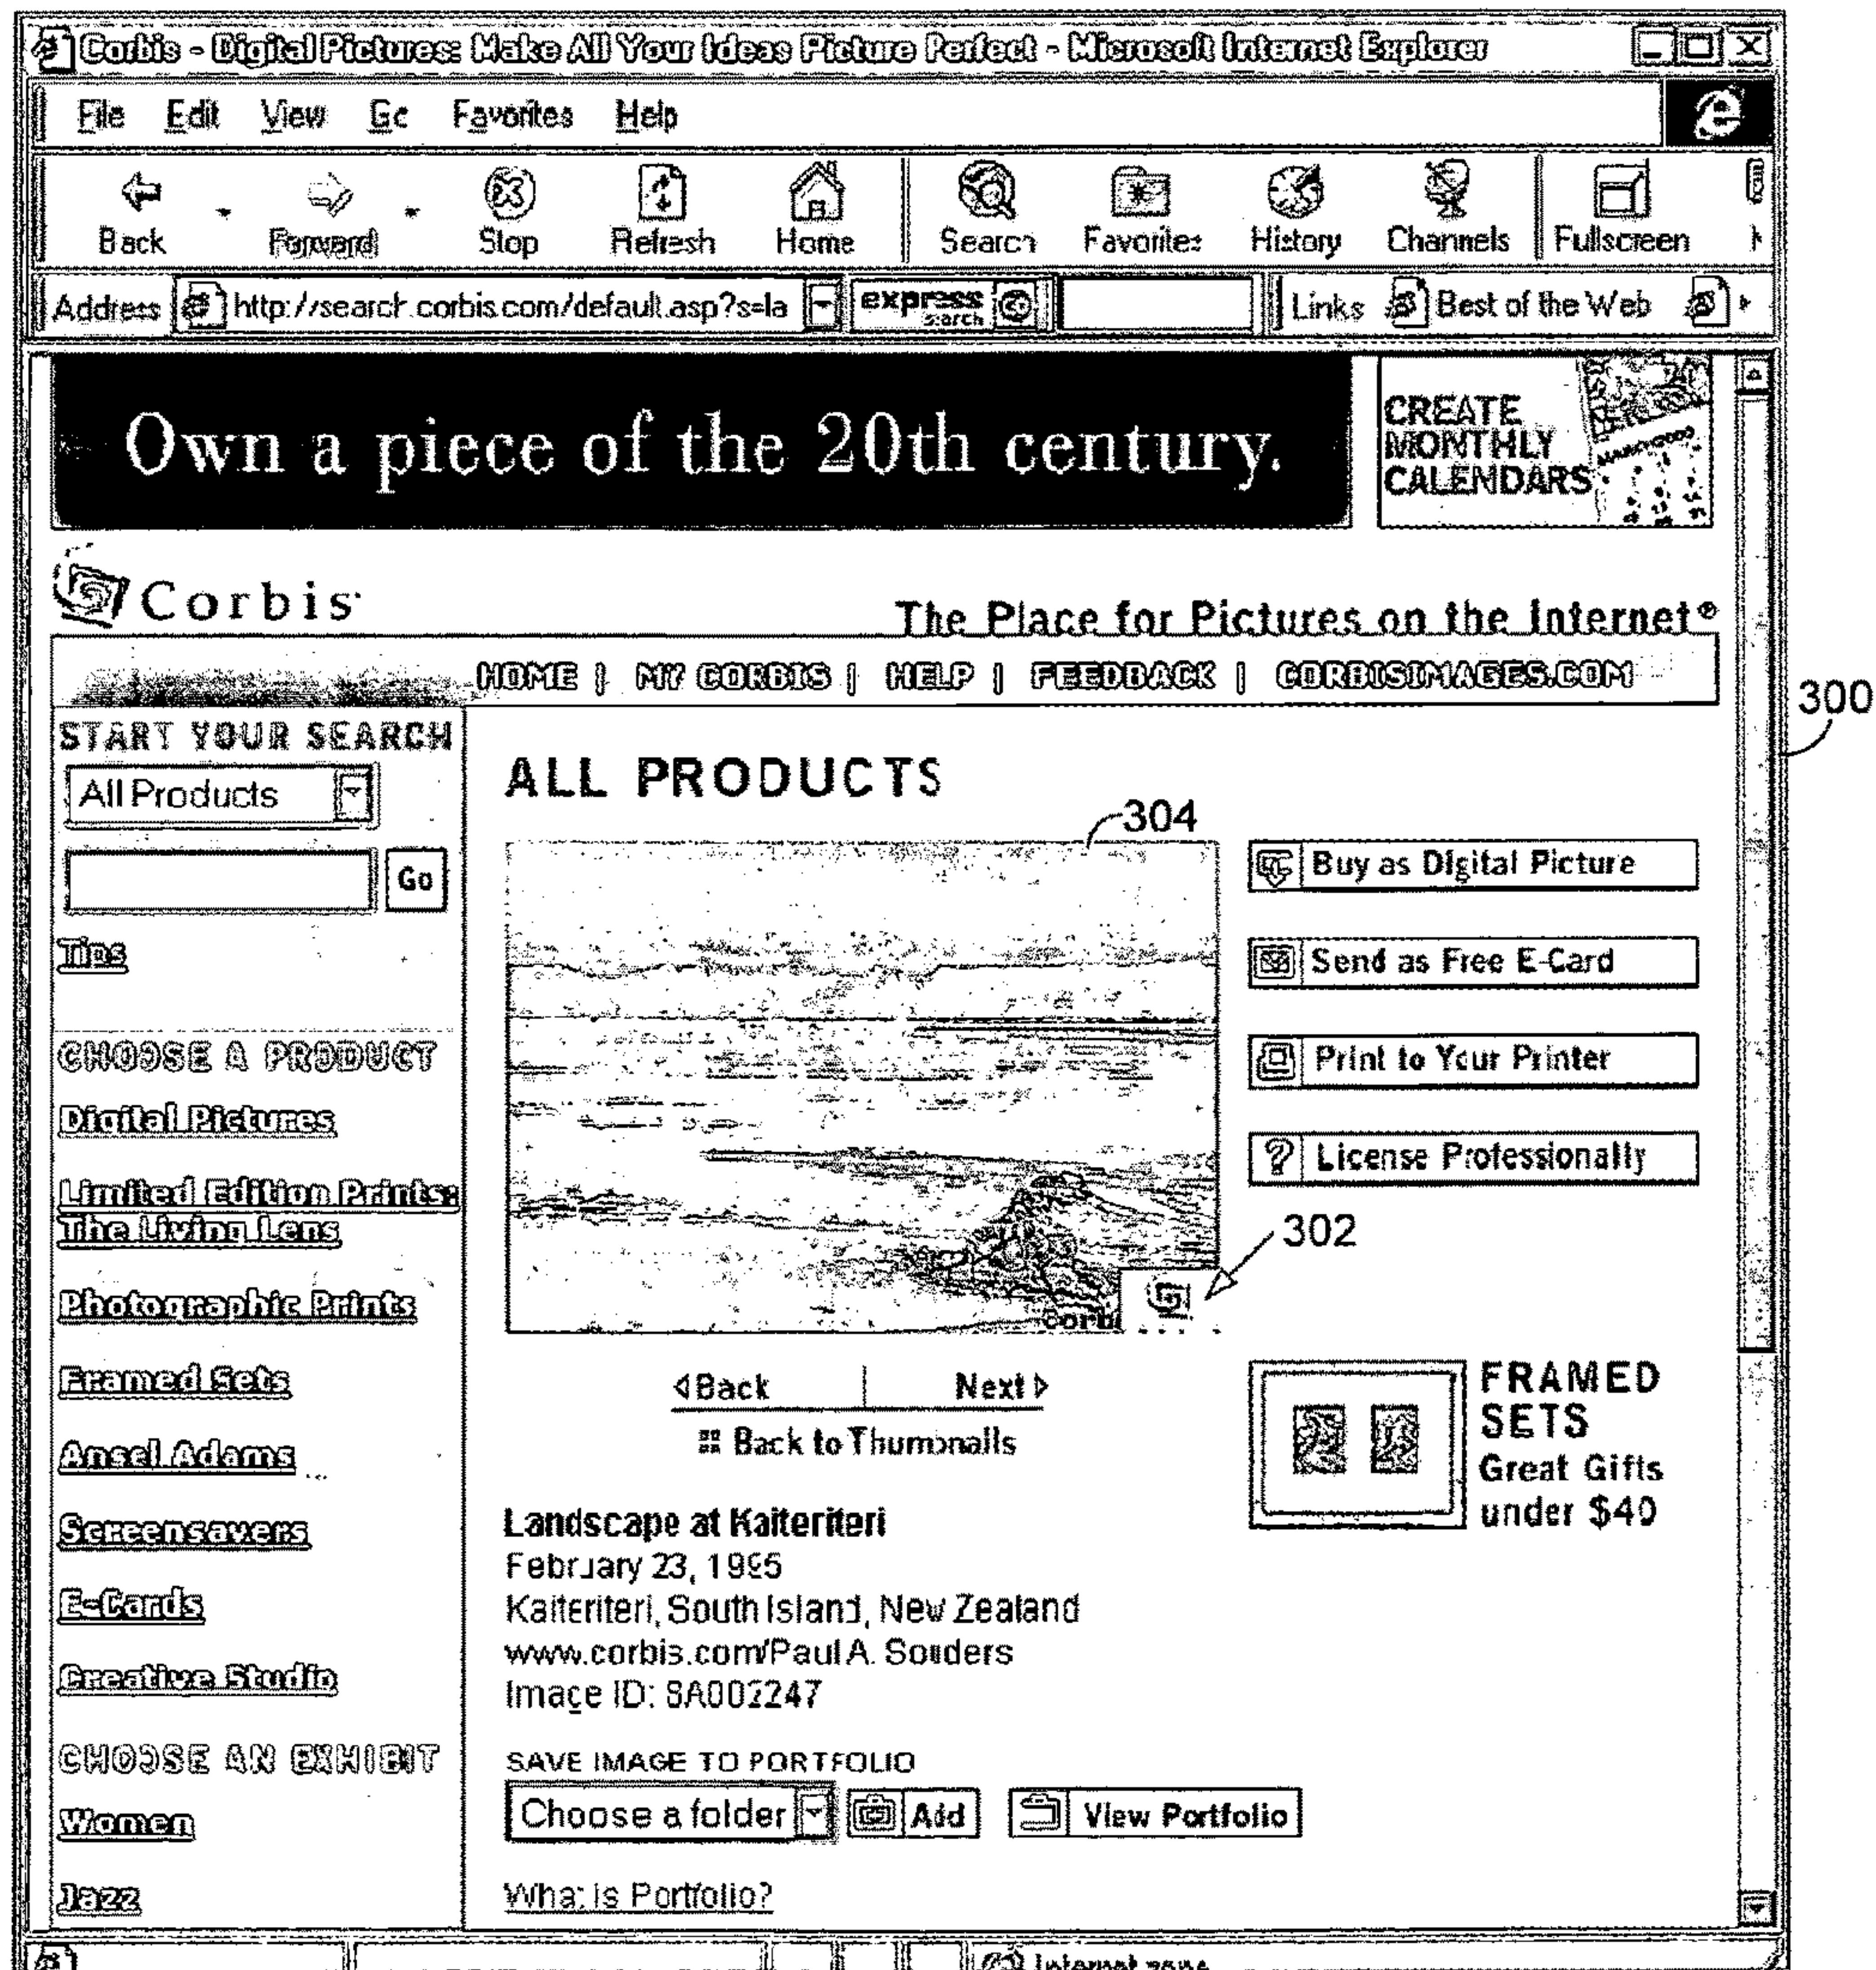 Corbis - Digital Pictures: Make All Your Ideas Picture Perfect - Microsoft Internet Explorer
File Edit View Go Favorites Help
Back Forward Stop Refresh Home Search Favorites History Channels Fullscreen
Address http://search.corbis.com/default.asp?s=la express search Links Best of the Web
Own a piece of the 20th century.
CREATE
MONTHLY
CALENDARS
Corbis
The Place for Pictures on the Internet®
HOME | MY CORBIS | HELP | FEEDBACK | CORBISIMAGES.COM
300
START YOUR SEARCH
All Products
Go
Tips
CHOOSE A PRODUCT
Digital Pictures
Limited Edition Prints:
The Living Lens
Photographic Prints
Framed Sets
Ansel Adams
Screensavers
E-Cards
Creative Studio
CHOOSE AN EXHIBIT
Women
Jazz
ALL PRODUCTS
304
Buy as Digital Picture
Send as Free E-Card
Print to Your Printer
License Professionally
302
Corbi
Back | Next
Back to Thumbnails
FRAMED
SETS
Great Gifts
under $40
Landscape at Kaiteriteri
February 23, 1995
Kaiteriteri, South Island, New Zealand
www.corbis.com/Paul A. Souders
Image ID:
SAVE IMAGE TO PORTFOLIO
Choose a folder Add View Portfolio
What is Portfolio?
Internet zone